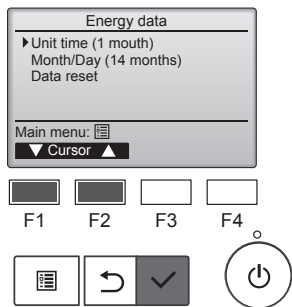 Energy data
Unit time (1 mouth)
Month/Day (14 months)
Data reset
Main menu:
Cursor
F1 F2 F3 F4